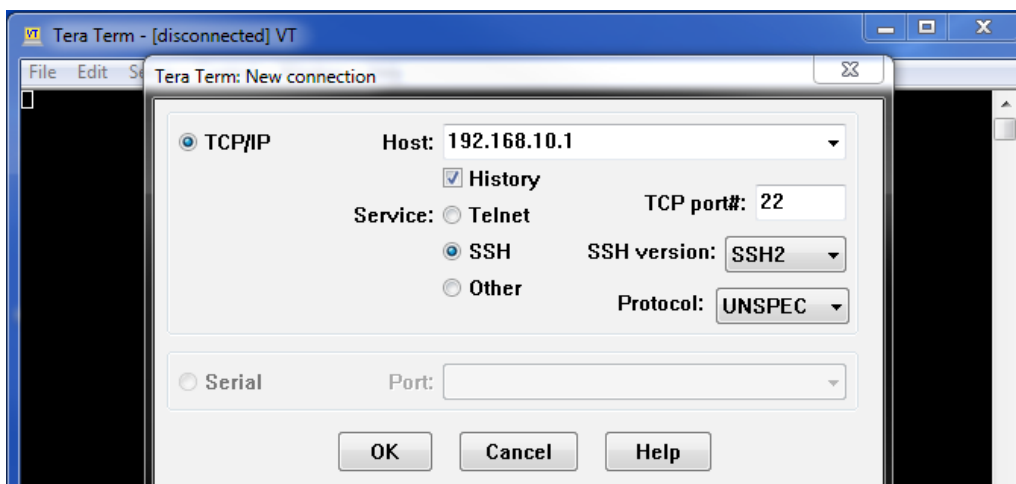 VT Tera Term - [disconnected] VT
File Edit
Tera Term: New connection
TCP/IP Host: 192.168.10.1
History
TCP port#: 22
Service: Telnet
SSH SSH version: SSH2
Other
Protocol: UNSPEC
Serial Port:
OK Cancel Help